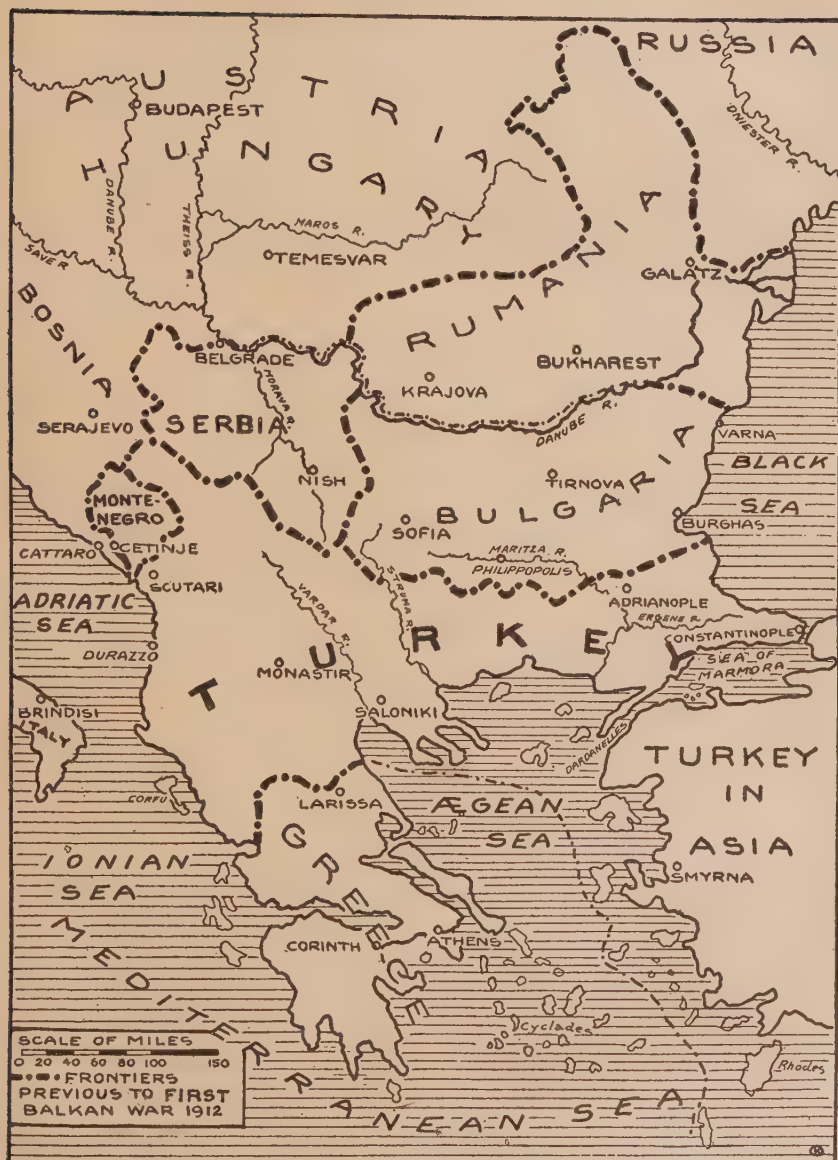 RUSSIA
AUSTRIA
HUNGARY
BUDAPEST
DNIESTER R.
DANUBE R.
THEISS R.
MAROS R.
TEMESVAR
SAVE R
GALATZ
RUMANIA
BOSNIA
BELGRADE
BUKHAREST
KRAJOVA
MORAVA R.
SERAJEVO
SERBIA
DANUBE R.
VARNA
BLACK
SEA
NISH
TIRNOVA
BULGARIA
MONTE-
NEGRO
SOFIA
BURGHAS
CATTARO
CETINJE
MARITZA R.
PHILIPPOPOLIS
SCUTARI
STRUMA R.
ADRIANOPLE
ERGENE R.
ADRIATIC
SEA
VARDAR R.
CONSTANTINOPLE
TURKEY
SEA OF
MARMORA
DURAZZO
MONASTIR
BRINDISI
ITALY
SALONIKI
DARDANELLES
TURKEY
IN
ASIA
CORFU
LARISSA
ÆGEAN
SEA
GREECE
IONIAN
SEA
SMYRNA
CORINTH
ATHENS
MEDITERRANEAN SEA
Cyclades
Rhodes
SCALE OF MILES
0 20 40 60 80 100 150
FRONTIERS
PREVIOUS TO FIRST
BALKAN WAR 1912